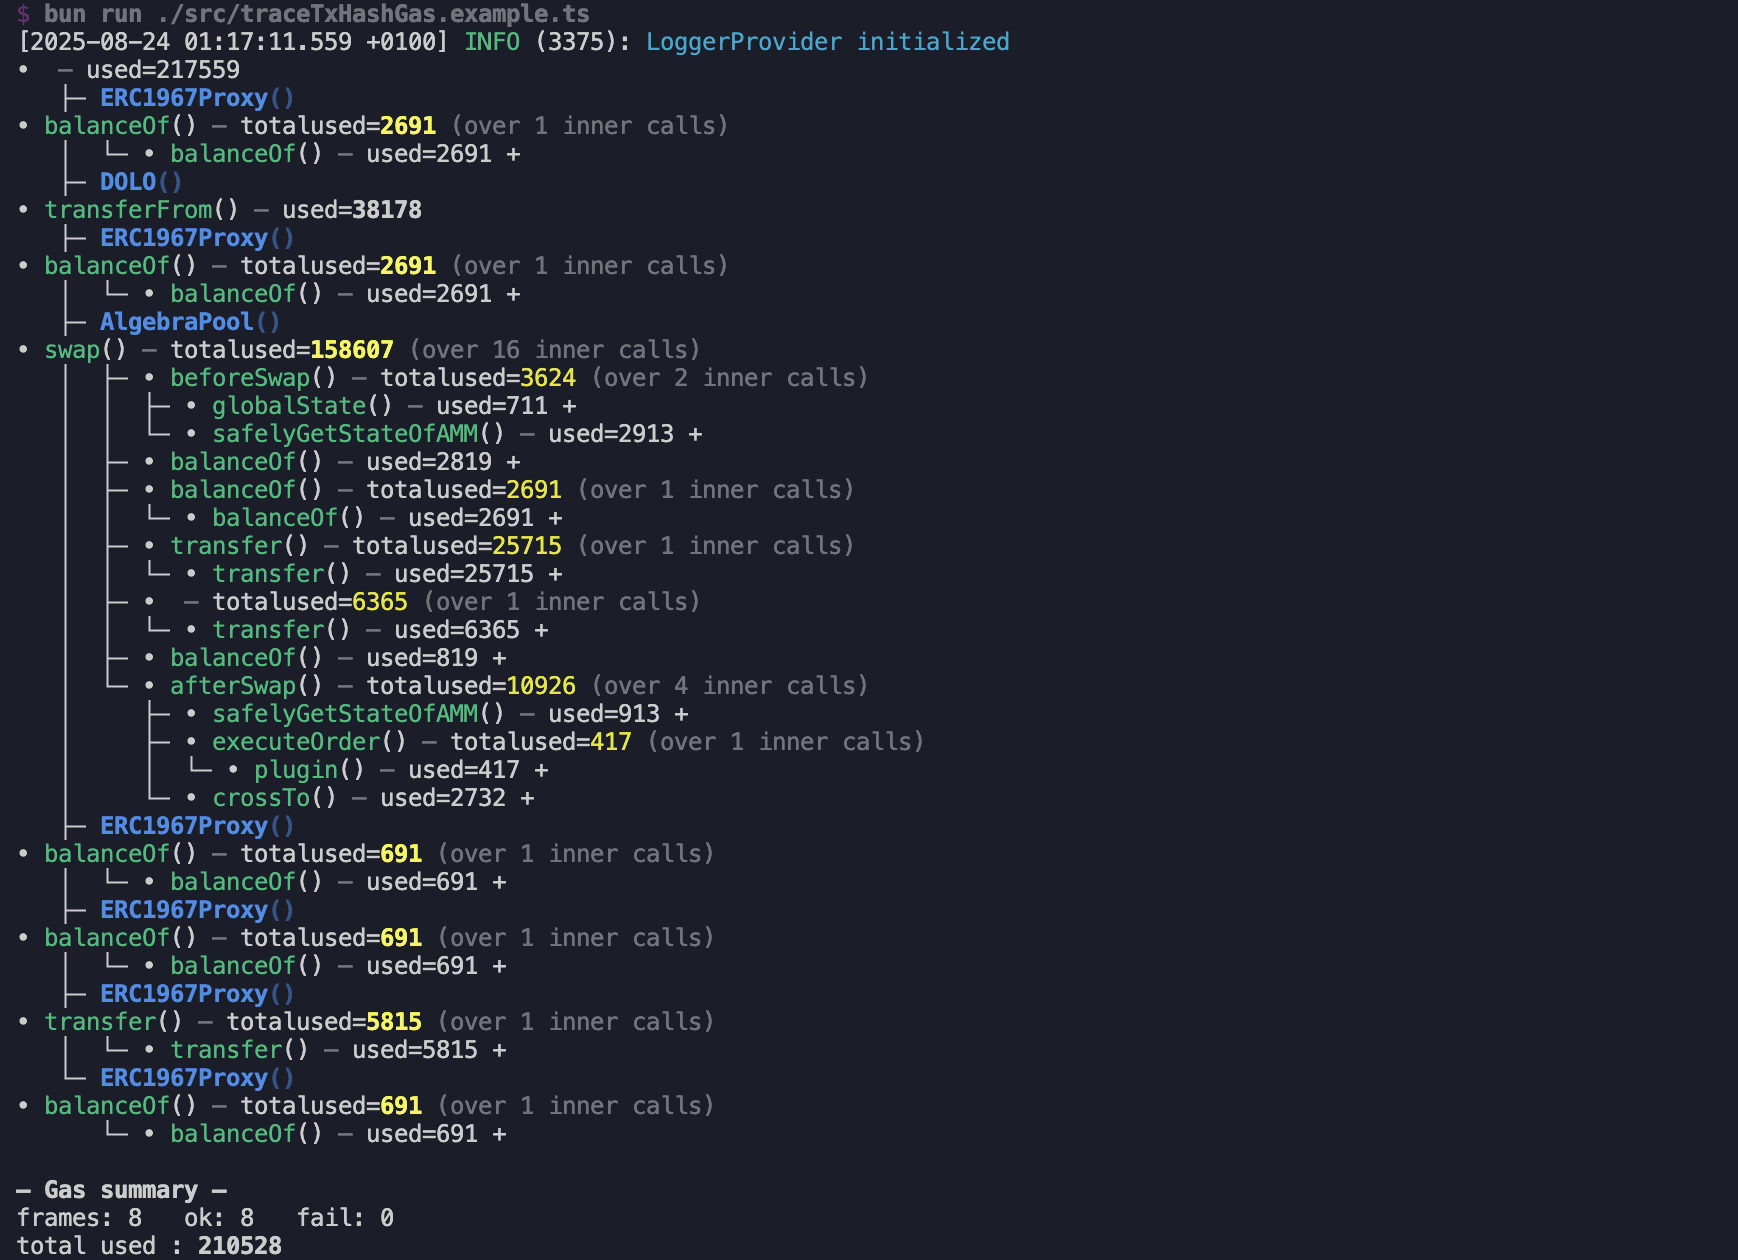 $ bun run ./src/traceTxHashGas.example.ts
[2025-08-24 01:17:11.559 +0100] INFO (3375): LoggerProvider initialized
•  — used=217559
   ├─ ERC1967Proxy()
• balanceOf() — totalused=2691 (over 1 inner calls)
   │  └─ • balanceOf() — used=2691 +
   ├─ DOLO()
• transferFrom() — used=38178
   ├─ ERC1967Proxy()
• balanceOf() — totalused=2691 (over 1 inner calls)
   │  └─ • balanceOf() — used=2691 +
   ├─ AlgebraPool()
• swap() — totalused=158607 (over 16 inner calls)
   │  ├─ • beforeSwap() — totalused=3624 (over 2 inner calls)
   │  │  ├─ • globalState() — used=711 +
   │  │  └─ • safelyGetStateOfAMM() — used=2913 +
   │  ├─ • balanceOf() — used=2819 +
   │  ├─ • balanceOf() — totalused=2691 (over 1 inner calls)
   │  │  └─ • balanceOf() — used=2691 +
   │  ├─ • transfer() — totalused=25715 (over 1 inner calls)
   │  │  └─ • transfer() — used=25715 +
   │  ├─ •  — totalused=6365 (over 1 inner calls)
   │  │  └─ • transfer() — used=6365 +
   │  ├─ • balanceOf() — used=819 +
   │  └─ • afterSwap() — totalused=10926 (over 4 inner calls)
   │     ├─ • safelyGetStateOfAMM() — used=913 +
   │     ├─ • executeOrder() — totalused=417 (over 1 inner calls)
   │     │  └─ • plugin() — used=417 +
   │     └─ • crossTo() — used=2732 +
   ├─ ERC1967Proxy()
• balanceOf() — totalused=691 (over 1 inner calls)
   │  └─ • balanceOf() — used=691 +
   ├─ ERC1967Proxy()
• balanceOf() — totalused=691 (over 1 inner calls)
   │  └─ • balanceOf() — used=691 +
   ├─ ERC1967Proxy()
• transfer() — totalused=5815 (over 1 inner calls)
   │  └─ • transfer() — used=5815 +
   └─ ERC1967Proxy()
• balanceOf() — totalused=691 (over 1 inner calls)
      └─ • balanceOf() — used=691 +
— Gas summary —
frames: 8   ok: 8   fail: 0
total used : 210528